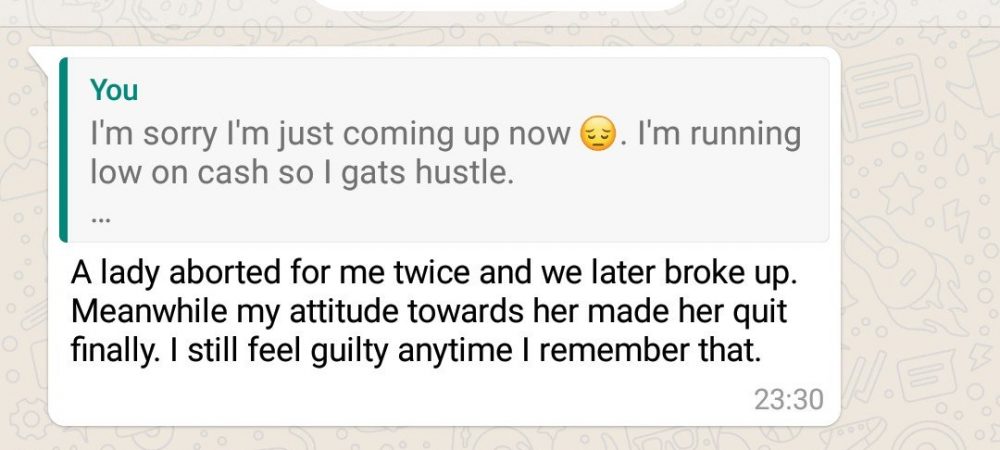 You
I'm sorry I'm just coming up now 😔. I'm running
low on cash so I gats hustle.
...
A lady aborted for me twice and we later broke up.
Meanwhile my attitude towards her made her quit
finally. I still feel guilty anytime I remember that.
23:30